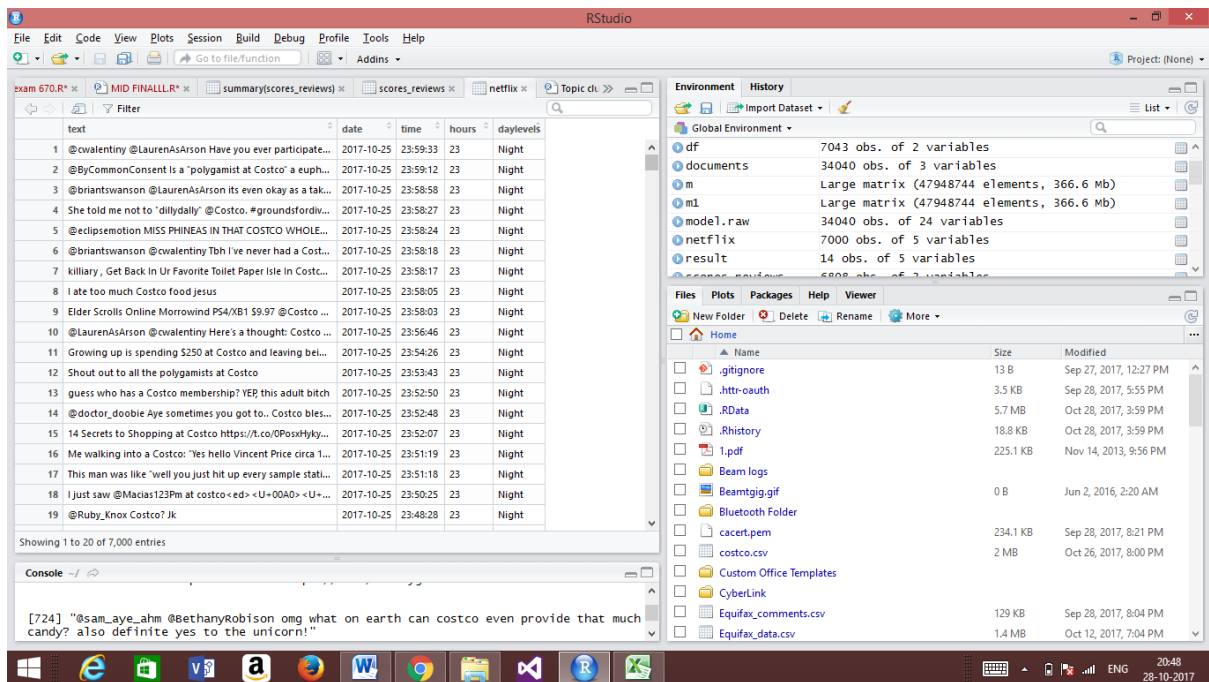 RStudio
File Edit Code View Plots Session Build Debug Profile Tools Help
Go to file/function Addins Project: (None)
exam 670.R* MID FINALLL.R* summary(scores_reviews) scores_reviews netflix Topic clu
Filter
text date time hours daylevels
1 @cwalentiny @LaurenAsArson Have you ever participate... 2017-10-25 23:59:33 23 Night
2 @ByCommonConsent Is a "polygamist at Costco" a euph... 2017-10-25 23:59:12 23 Night
3 @briantswanson @LaurenAsArson its even okay as a tak... 2017-10-25 23:58:58 23 Night
4 She told me not to "dillydally" @Costco. #groundsfordiv... 2017-10-25 23:58:27 23 Night
5 @eclipsemotion MISS PHINEAS IN THAT COSTCO WHOLE... 2017-10-25 23:58:24 23 Night
6 @briantswanson @cwalentiny Tbh I've never had a Cost... 2017-10-25 23:58:18 23 Night
7 killiary , Get Back In Ur Favorite Toilet Paper Isle In Costc... 2017-10-25 23:58:17 23 Night
8 I ate too much Costco food jesus 2017-10-25 23:58:05 23 Night
9 Elder Scrolls Online Morrowind PS4/XB1 $9.97 @Costco ... 2017-10-25 23:58:03 23 Night
10 @LaurenAsArson @cwalentiny Here's a thought: Costco ... 2017-10-25 23:56:46 23 Night
11 Growing up is spending $250 at Costco and leaving bei... 2017-10-25 23:54:26 23 Night
12 Shout out to all the polygamists at Costco 2017-10-25 23:53:43 23 Night
13 guess who has a Costco membership? YEP, this adult bitch 2017-10-25 23:52:50 23 Night
14 @doctor_doobie Aye sometimes you got to.. Costco bles... 2017-10-25 23:52:48 23 Night
15 14 Secrets to Shopping at Costco https://t.co/0PosxHyky... 2017-10-25 23:52:07 23 Night
16 Me walking into a Costco: "Yes hello Vincent Price circa 1... 2017-10-25 23:51:19 23 Night
17 This man was like "well you just hit up every sample stati... 2017-10-25 23:51:18 23 Night
18 I just saw @Macias123Pm at costco<ed> <U+00A0> <U+... 2017-10-25 23:50:25 23 Night
19 @Ruby_Knox Costco? Jk 2017-10-25 23:48:28 23 Night
Showing 1 to 20 of 7,000 entries
Console ~/
[724] "@sam_aye_ahm @BethanyRobison omg what on earth can costco even provide that much
candy? also definite yes to the unicorn!"
Environment History
Import Dataset List
Global Environment
df 7043 obs. of 2 variables
documents 34040 obs. of 3 variables
m Large matrix (47948744 elements, 366.6 Mb)
m1 Large matrix (47948744 elements, 366.6 Mb)
model.raw 34040 obs. of 24 variables
netflix 7000 obs. of 5 variables
result 14 obs. of 5 variables
Files Plots Packages Help Viewer
New Folder Delete Rename More
Home
Name Size Modified
.gitignore 13 B Sep 27, 2017, 12:27 PM
.httr-oauth 3.5 KB Sep 28, 2017, 5:55 PM
.RData 5.7 MB Oct 28, 2017, 3:59 PM
.Rhistory 18.8 KB Oct 28, 2017, 3:59 PM
1.pdf 225.1 KB Nov 14, 2013, 9:56 PM
Beam logs
Beamtgig.gif 0 B Jun 2, 2016, 2:20 AM
Bluetooth Folder
cacert.pem 234.1 KB Sep 28, 2017, 8:21 PM
costco.csv 2 MB Oct 26, 2017, 8:00 PM
Custom Office Templates
CyberLink
Equifax_comments.csv 129 KB Sep 28, 2017, 8:04 PM
Equifax_data.csv 1.4 MB Oct 12, 2017, 7:04 PM
ENG 20:48
28-10-2017